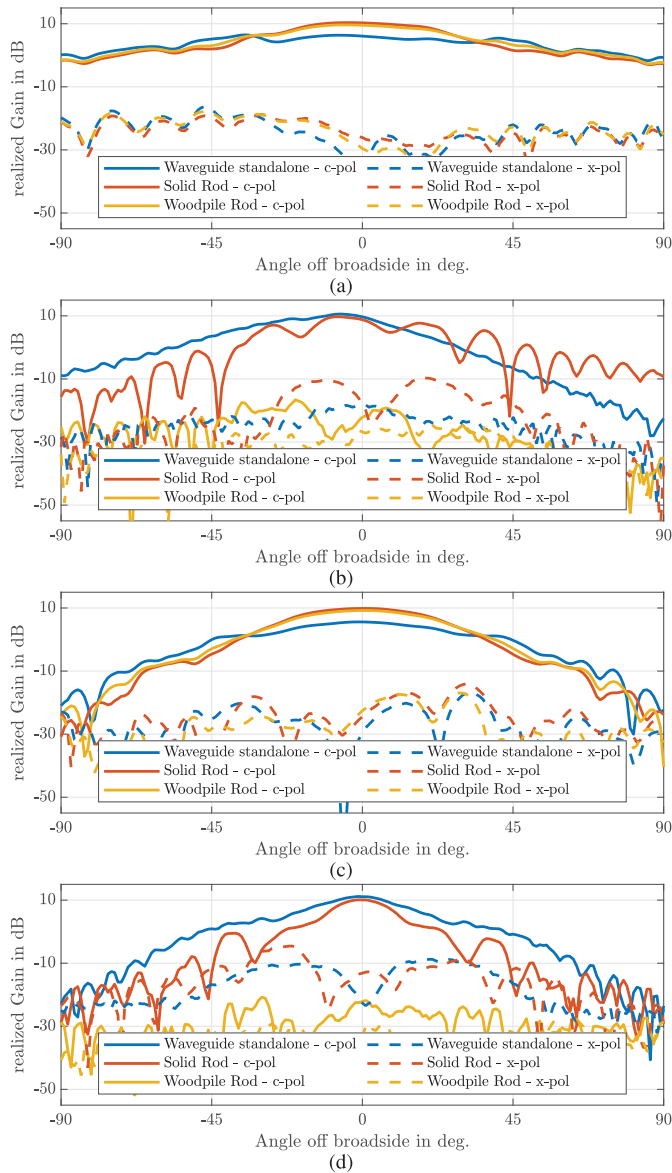 10
-10
-30
-50
realized Gain in dB
Waveguide standalone - c-pol
Waveguide standalone - x-pol
Solid Rod - c-pol
Solid Rod - x-pol
Woodpile Rod - c-pol
Woodpile Rod - x-pol
-90
-45
0
45
90
Angle off broadside in deg.
(a)
10
-10
-30
-50
realized Gain in dB
Waveguide standalone - c-pol
Waveguide standalone - x-pol
Solid Rod - c-pol
Solid Rod - x-pol
Woodpile Rod - c-pol
Woodpile Rod - x-pol
-90
-45
0
45
90
Angle off broadside in deg.
(b)
10
-10
-30
-50
realized Gain in dB
Waveguide standalone - c-pol
Waveguide standalone - x-pol
Solid Rod - c-pol
Solid Rod - x-pol
Woodpile Rod - c-pol
Woodpile Rod - x-pol
-90
-45
0
45
90
Angle off broadside in deg.
(c)
10
-10
-30
-50
realized Gain in dB
Waveguide standalone - c-pol
Waveguide standalone - x-pol
Solid Rod - c-pol
Solid Rod - x-pol
Woodpile Rod - c-pol
Woodpile Rod - x-pol
-90
-45
0
45
90
Angle off broadside in deg.
(d)